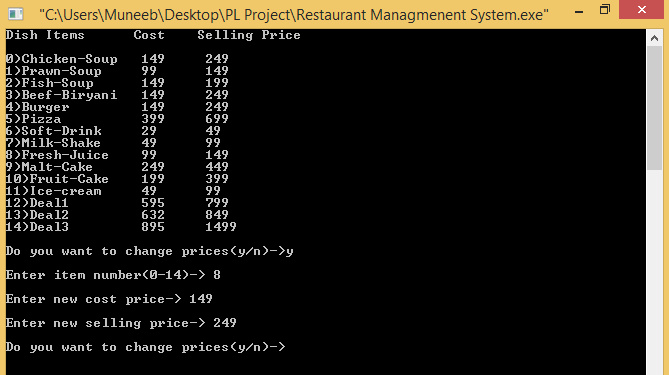 "C:\Users\Muneeb\Desktop\PL Project\Restaurant Managmenent System.exe"
Dish Items Cost Selling Price
0)Chicken-Soup 149 249
1)Prawn-Soup 99 149
2)Fish-Soup 149 199
3)Beef-Biryani 149 249
4)Burger 149 249
5)Pizza 399 699
6)Soft-Drink 29 49
7)Milk-Shake 49 99
8)Fresh-Juice 99 149
9)Malt-Cake 249 449
10)Fruit-Cake 199 399
11)Ice-cream 49 99
12)Deal1 595 799
13)Deal2 632 849
14)Deal3 895 1499
Do you want to change prices(y/n)->y
Enter item number(0-14)-> 8
Enter new cost price-> 149
Enter new selling price-> 249
Do you want to change prices(y/n)->